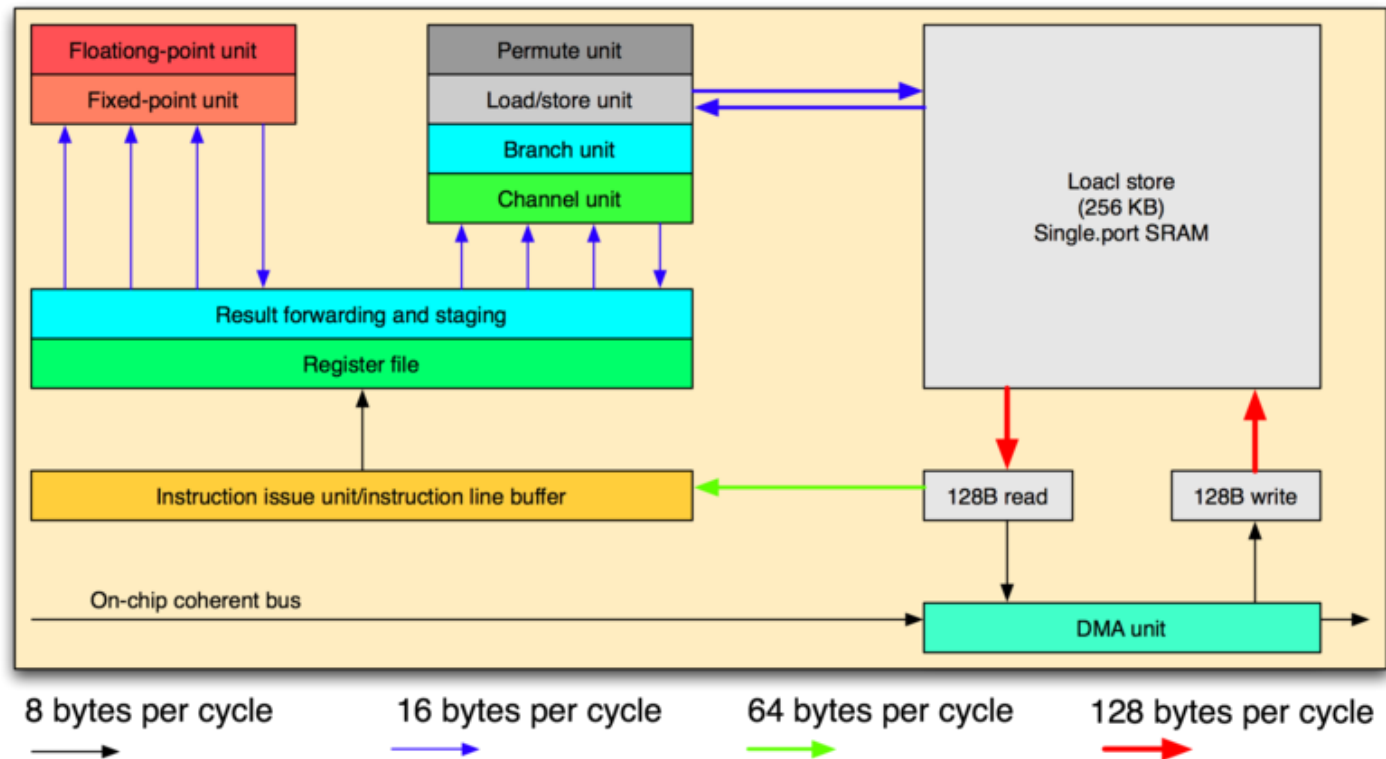 Floationg-point unit
Fixed-point unit
Permute unit
Load/store unit
Branch unit
Channel unit
Loacl store
(256 KB)
Single.port SRAM
Result forwarding and staging
Register file
Instruction issue unit/instruction line buffer
128B read
128B write
On-chip coherent bus
DMA unit
8 bytes per cycle
16 bytes per cycle
64 bytes per cycle
128 bytes per cycle